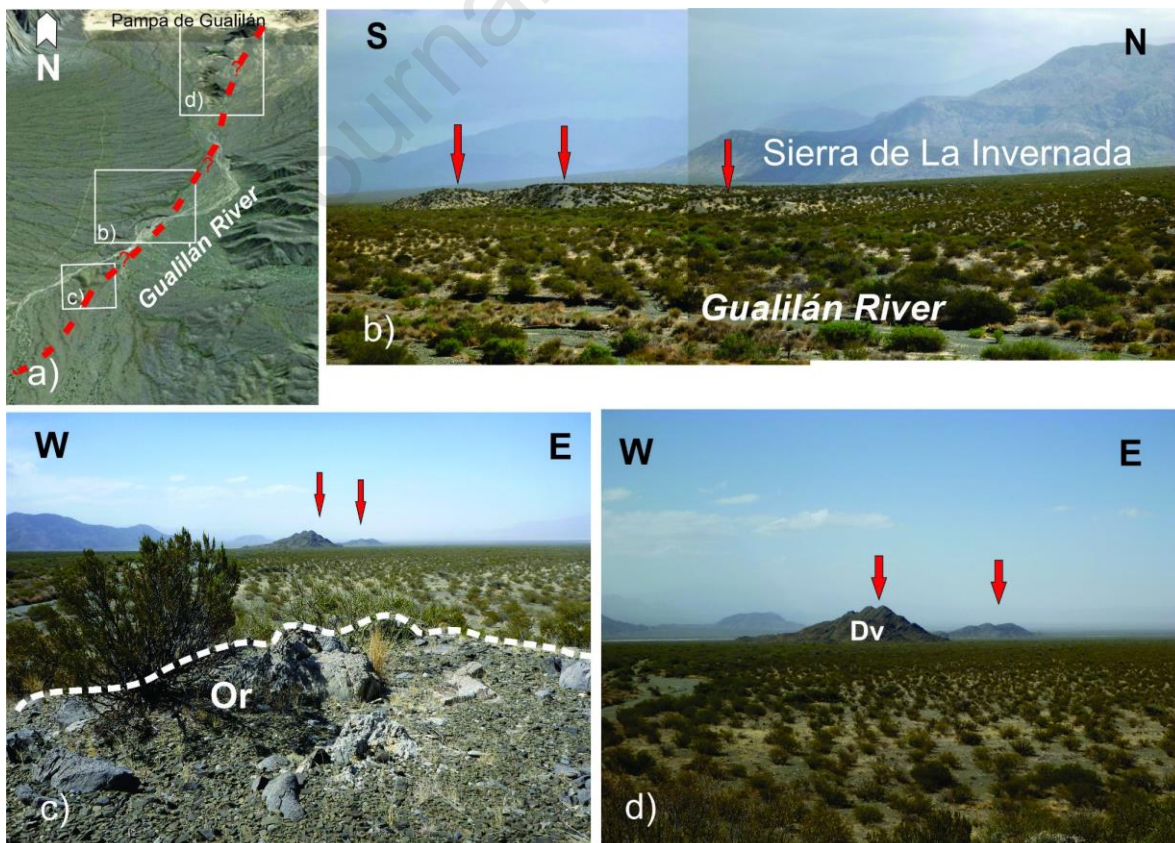 Pampa de Gualilán
N
d)
b)
c)
Gualilán River
?
?
?
a)
S
N
Sierra de La Invernada
Gualilán River
b)
W
E
Or
c)
W
E
Dv
d)